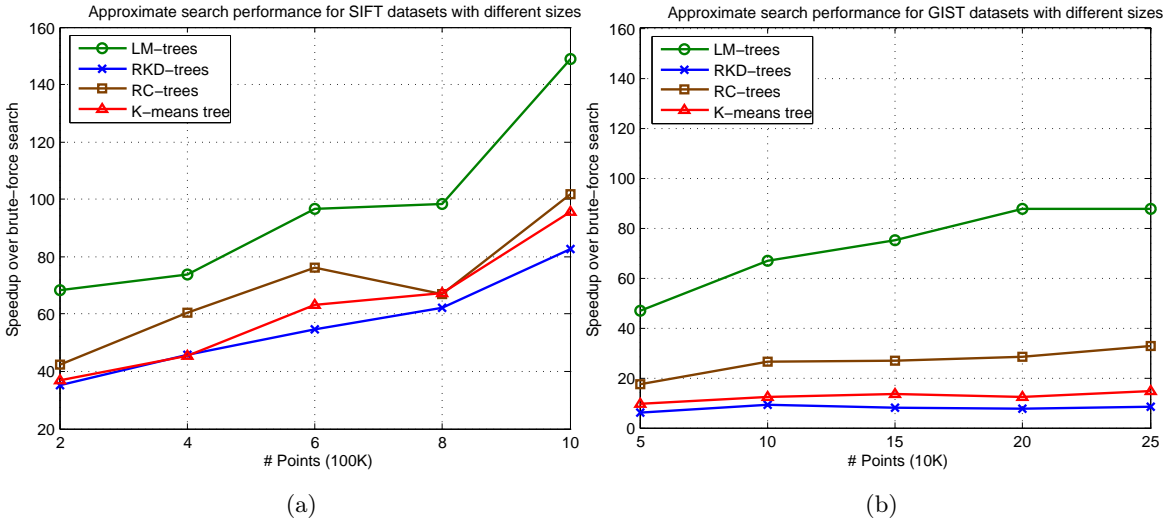 Approximate search performance for SIFT datasets with different sizes
160
140
120
100
80
60
40
20
Speedup over brute−force search
LM−trees
RKD−trees
RC−trees
K−means tree
2 4 6 8 10
# Points (100K)
(a)
Approximate search performance for GIST datasets with different sizes
160
140
120
100
80
60
40
20
0
Speedup over brute−force search
LM−trees
RKD−trees
RC−trees
K−means tree
5 10 15 20 25
# Points (10K)
(b)